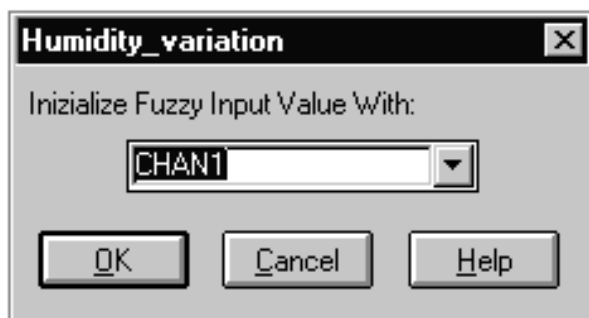 Humidity_variation
Inizialize Fuzzy Input Value With:
CHAN1
OK Cancel Help